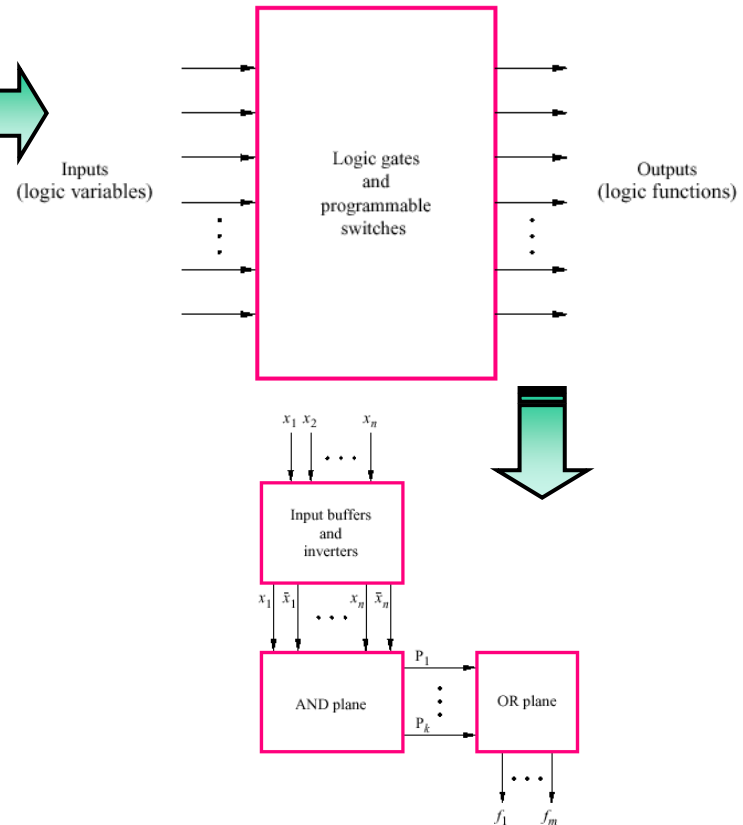 Inputs
(logic variables)
Logic gates
and
programmable
switches
Outputs
(logic functions)
x₁ x₂ xₙ
Input buffers
and
inverters
x₁ x̄₁ xₙ x̄ₙ
P₁
AND plane
OR plane
Pₖ
f₁ fₘ